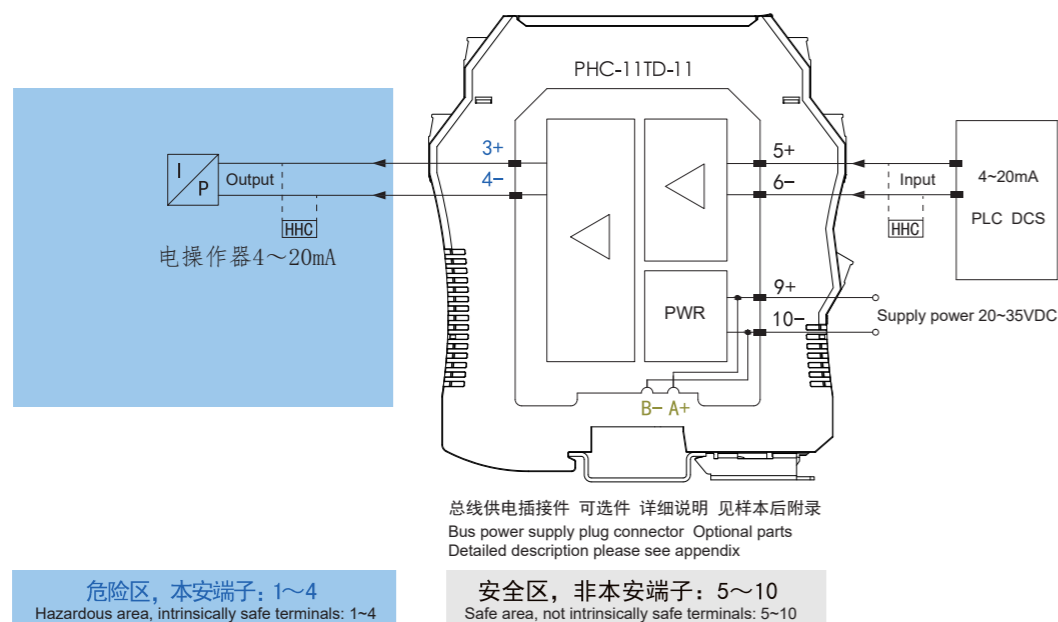 PHC-11TD-11
3+
5+
I
P
Output
4-
6-
Input
4~20mA
HHC
HHC
PLC DCS
电操作器4～20mA
9+
PWR
10-
Supply power 20~35VDC
B- A+
总线供电插接件 可选件 详细说明 见样本后附录
Bus power supply plug connector Optional parts
Detailed description please see appendix
危险区，本安端子：1～4
Hazardous area, intrinsically safe terminals: 1~4
安全区，非本安端子：5～10
Safe area, not intrinsically safe terminals: 5~10